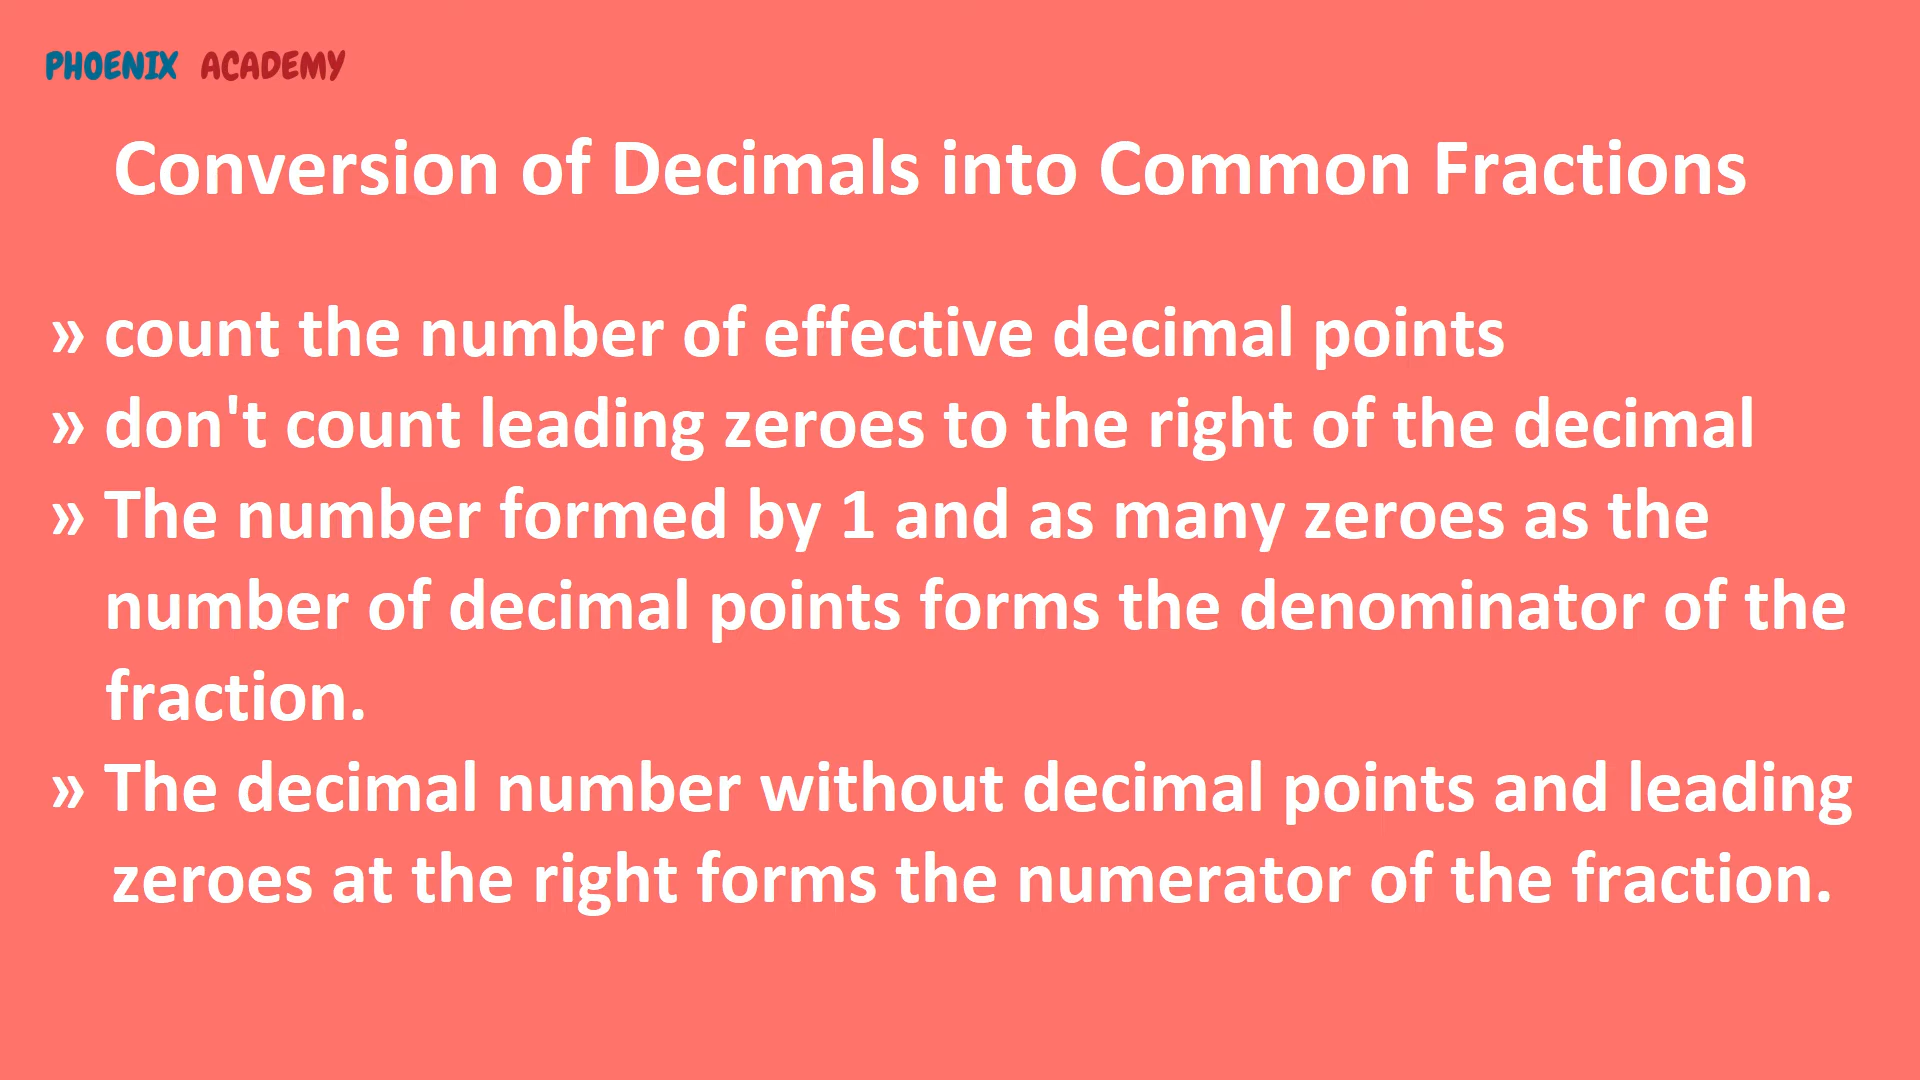 PHOENIX ACADEMY
Conversion of Decimals into Common Fractions
» count the number of effective decimal points
» don't count leading zeroes to the right of the decimal
» The number formed by 1 and as many zeroes as the
number of decimal points forms the denominator of the
fraction.
» The decimal number without decimal points and leading
zeroes at the right forms the numerator of the fraction.